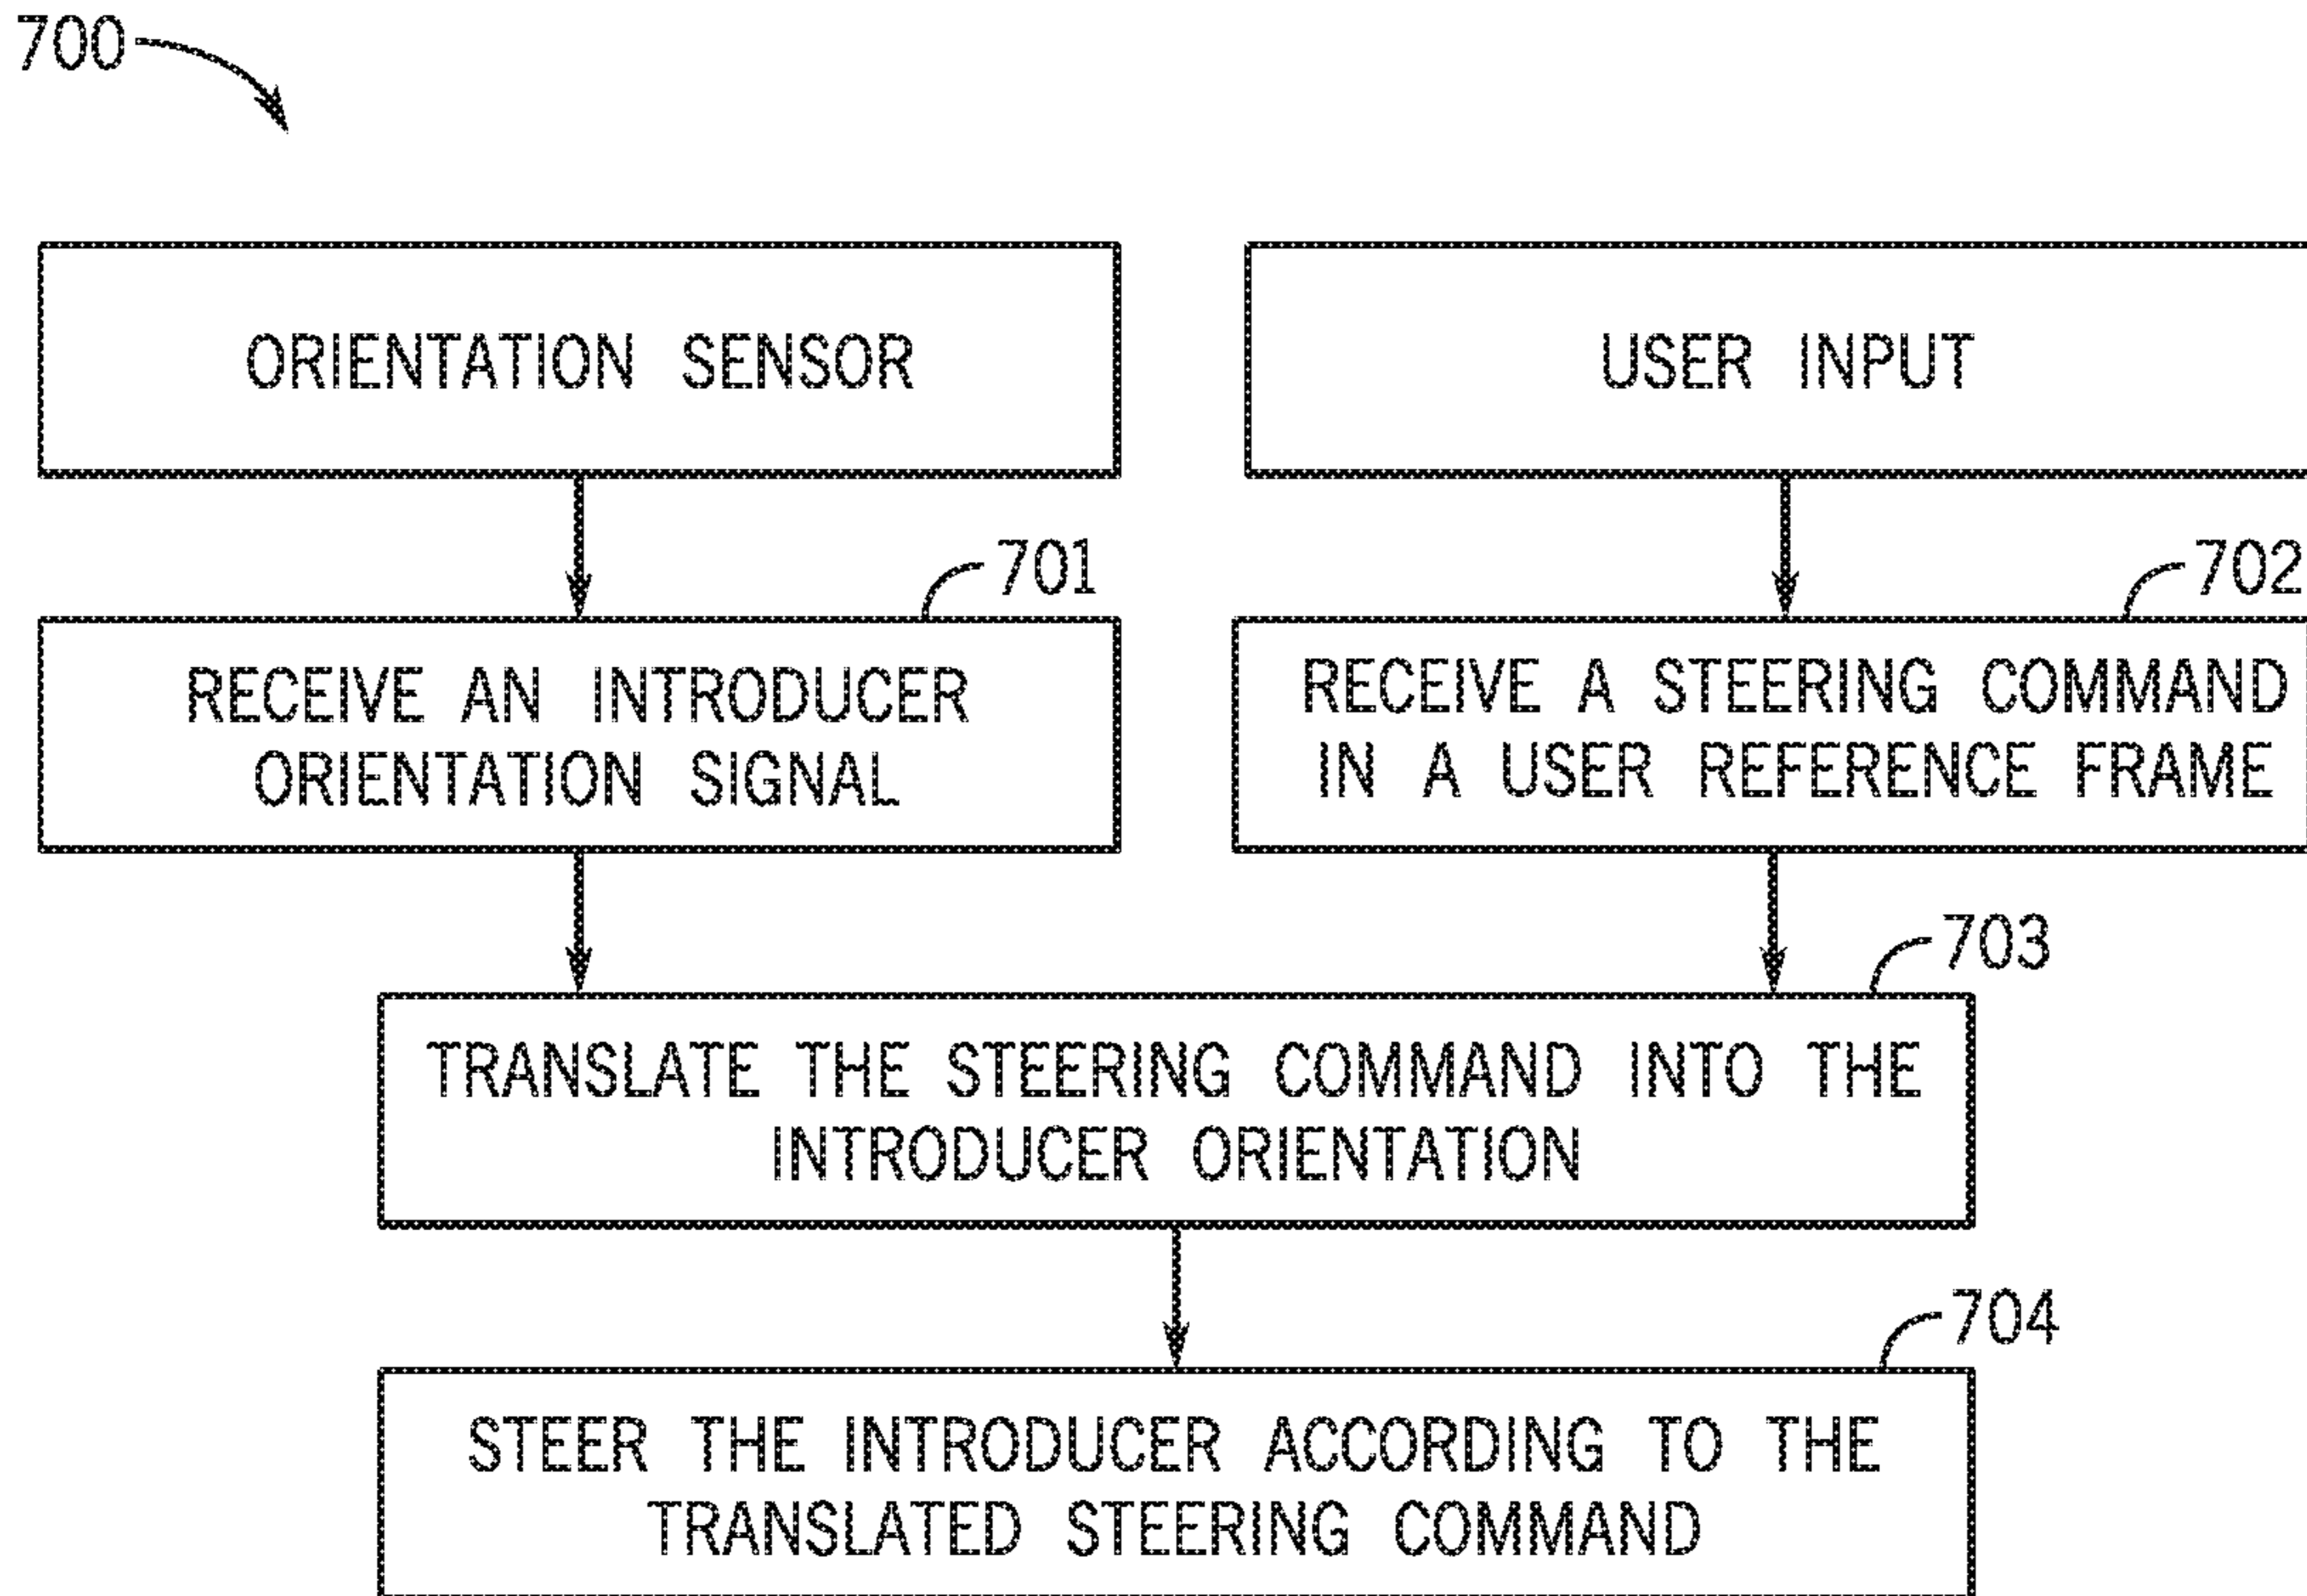 700
ORIENTATION SENSOR
USER INPUT
701
702
RECEIVE AN INTRODUCER
ORIENTATION SIGNAL
RECEIVE A STEERING COMMAND
IN A USER REFERENCE FRAME
703
TRANSLATE THE STEERING COMMAND INTO THE
INTRODUCER ORIENTATION
704
STEER THE INTRODUCER ACCORDING TO THE
TRANSLATED STEERING COMMAND